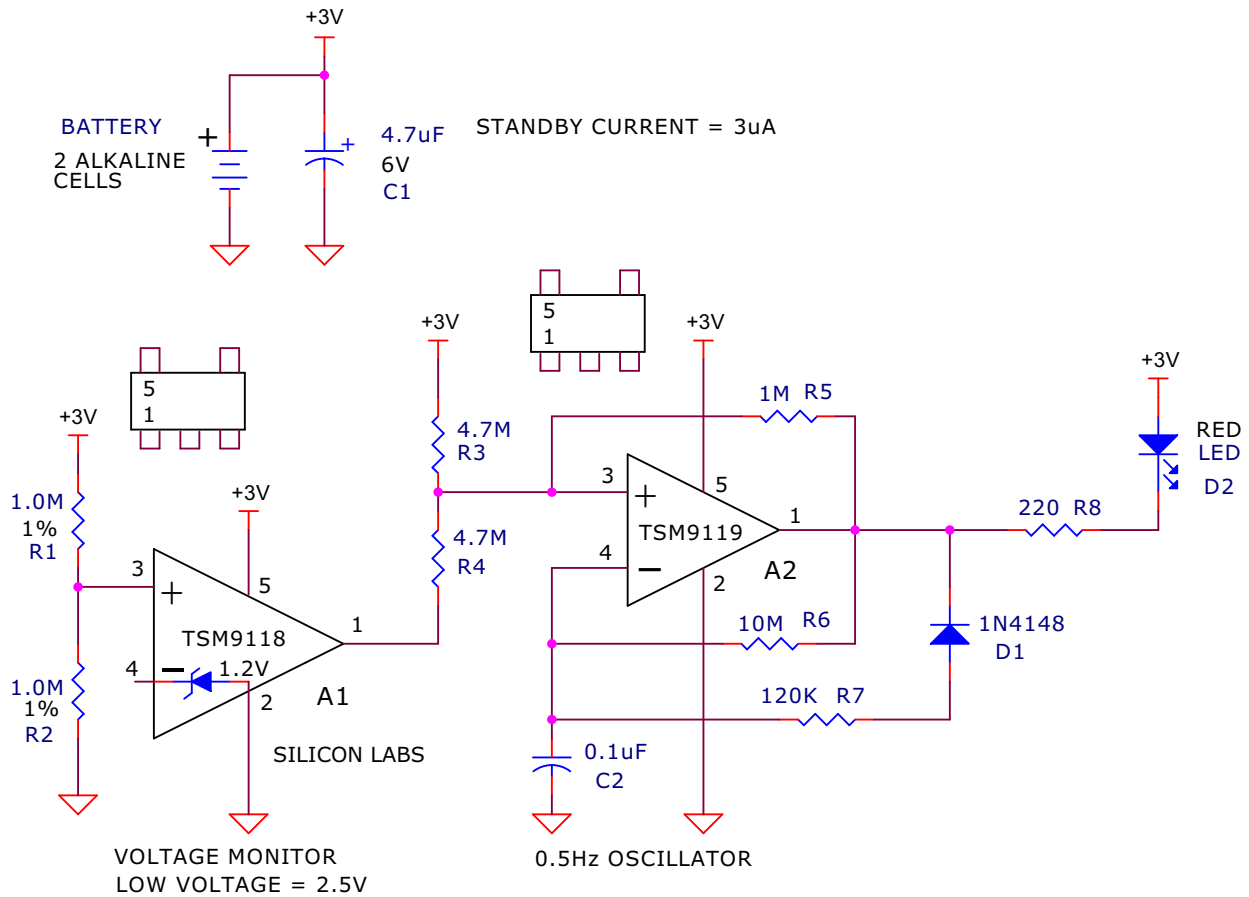 +3V
BATTERY
+
2 ALKALINE
CELLS
4.7uF
+
6V
C1
STANDBY CURRENT = 3uA
5
1
+3V
1.0M
1%
R1
1.0M
1%
R2
5
1
+3V
3
+
5
TSM9118
1
4
−
1.2V
2
A1
SILICON LABS
VOLTAGE MONITOR
LOW VOLTAGE = 2.5V
+3V
4.7M
R3
4.7M
R4
+3V
1M R5
3
+
5
TSM9119
1
4
−
2
A2
10M R6
120K R7
0.1uF
C2
1N4148
D1
220 R8
+3V
RED
LED
D2
0.5Hz OSCILLATOR